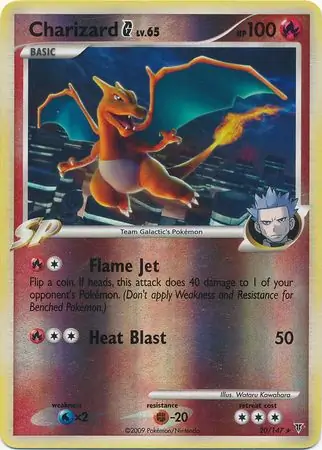 Charizard G LV.65 HP 100
BASIC
Team Galactic's Pokémon
SP
Flame Jet
Flip a coin. If heads, this attack does 40 damage to 1 of your
opponent's Pokémon. (Don't apply Weakness and Resistance for
Benched Pokémon.)
Heat Blast 50
Illus. Wataru Kawahara
weakness resistance retreat cost
×2 -20
©2009 Pokémon/Nintendo 20/147 ★